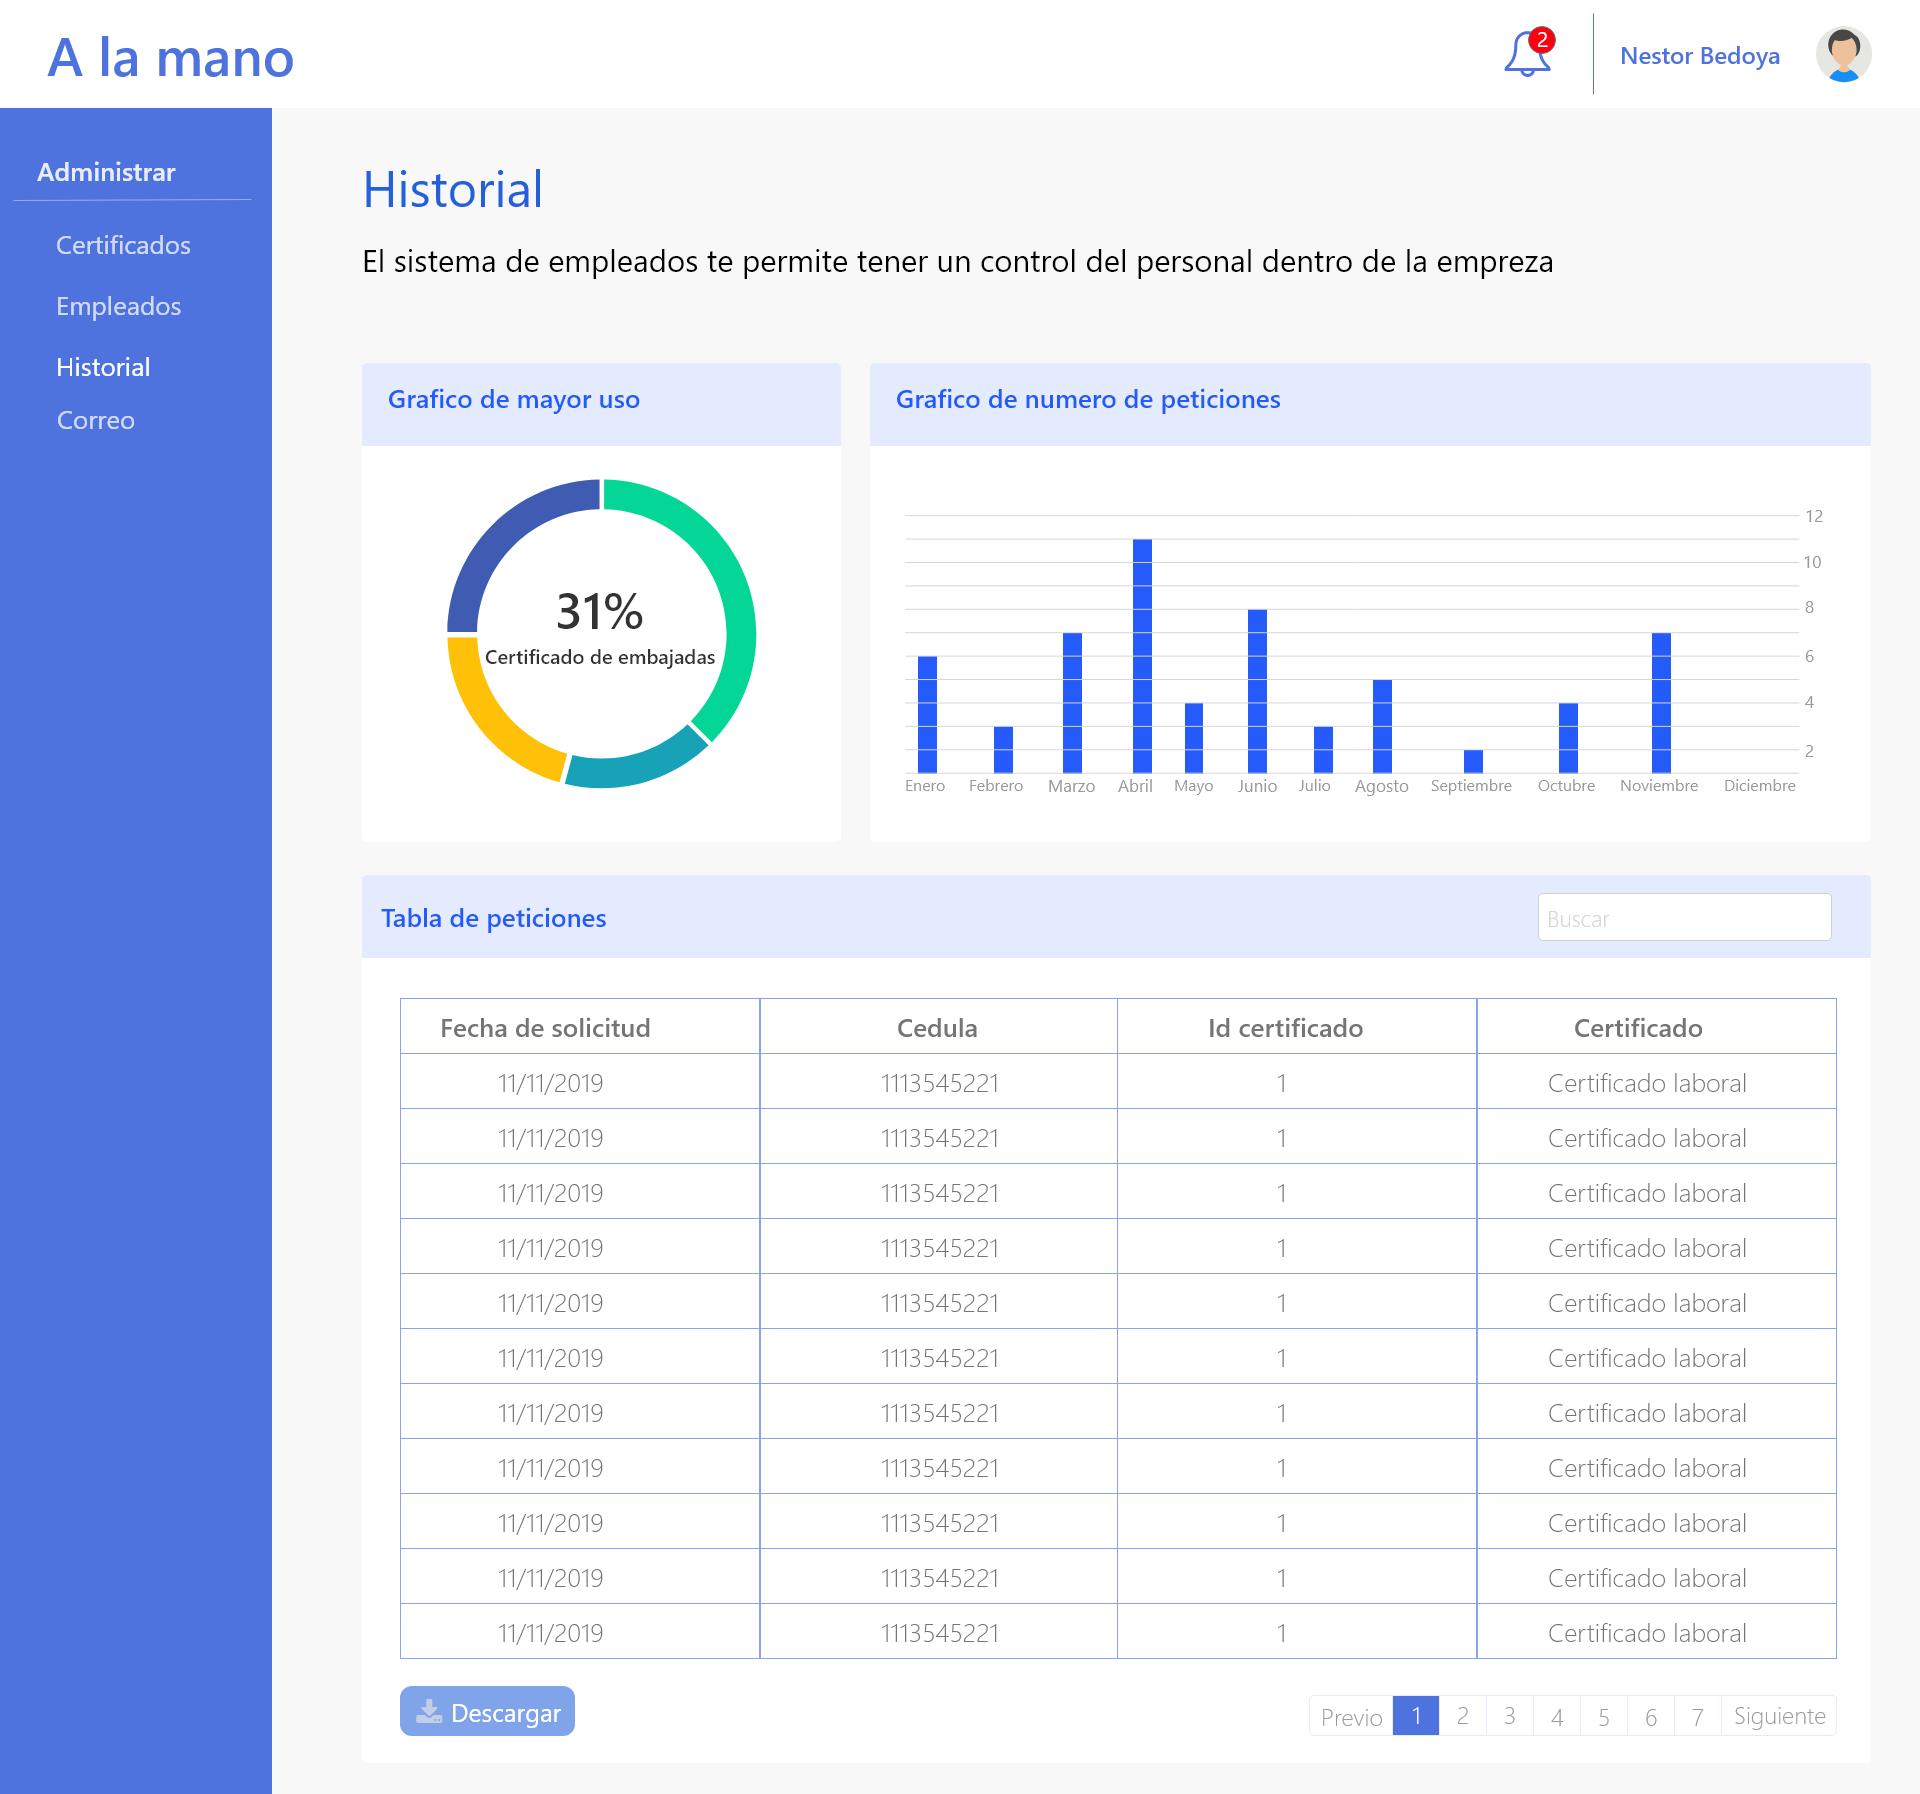 A la mano
2
Nestor Bedoya
Administrar
Certificados
Empleados
Historial
Correo
Historial
El sistema de empleados te permite tener un control del personal dentro de la empreza
Grafico de mayor uso
31%
Certificado de embajadas
Grafico de numero de peticiones
12
10
8
6
4
2
Enero Febrero Marzo Abril Mayo Junio Julio Agosto Septiembre Octubre Noviembre Diciembre
Tabla de peticiones
Buscar
Fecha de solicitud Cedula Id certificado Certificado
11/11/2019 1113545221 1 Certificado laboral
11/11/2019 1113545221 1 Certificado laboral
11/11/2019 1113545221 1 Certificado laboral
11/11/2019 1113545221 1 Certificado laboral
11/11/2019 1113545221 1 Certificado laboral
11/11/2019 1113545221 1 Certificado laboral
11/11/2019 1113545221 1 Certificado laboral
11/11/2019 1113545221 1 Certificado laboral
11/11/2019 1113545221 1 Certificado laboral
11/11/2019 1113545221 1 Certificado laboral
11/11/2019 1113545221 1 Certificado laboral
Descargar
Previo 1 2 3 4 5 6 7 Siguiente